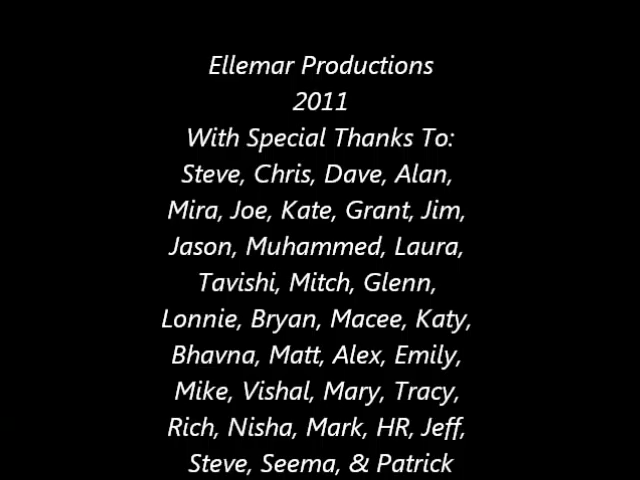 Ellemar Productions
2011
With Special Thanks To:
Steve, Chris, Dave, Alan,
Mira, Joe, Kate, Grant, Jim,
Jason, Muhammed, Laura,
Tavishi, Mitch, Glenn,
Lonnie, Bryan, Macee, Katy,
Bhavna, Matt, Alex, Emily,
Mike, Vishal, Mary, Tracy,
Rich, Nisha, Mark, HR, Jeff,
Steve, Seema, & Patrick